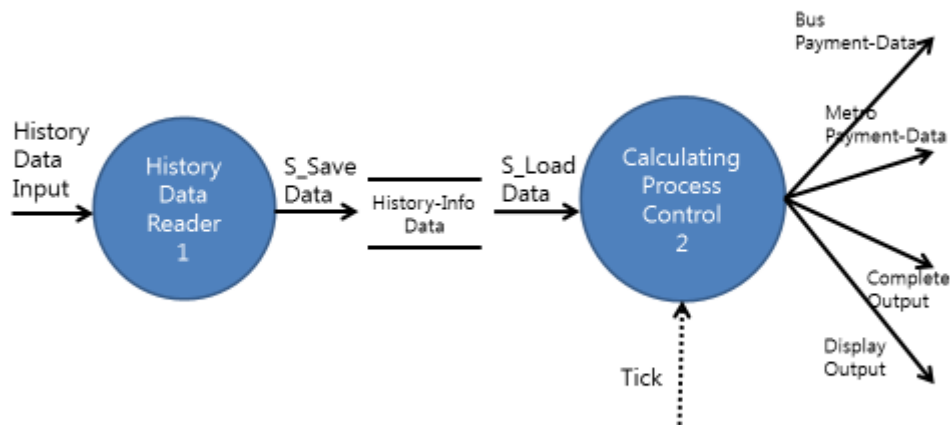 History
Data
Input
History
Data
Reader
1
S_Save
Data
History-Info
Data
S_Load
Data
Calculating
Process
Control
2
Tick
Bus
Payment-Data
Metro
Payment-Data
Complete
Output
Display
Output